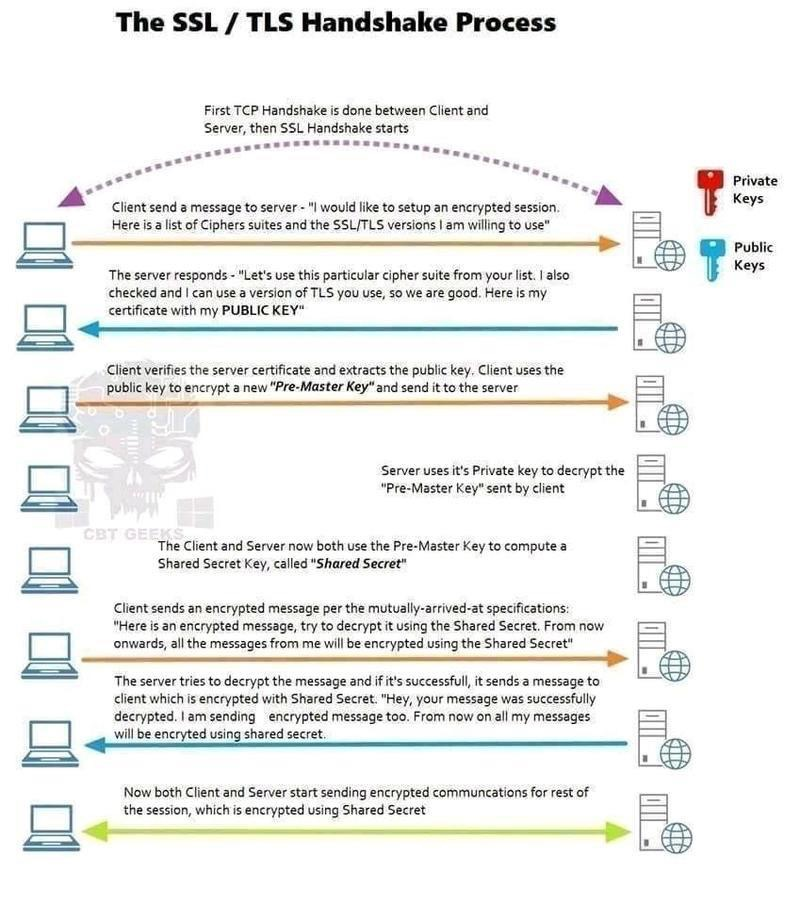 The SSL / TLS Handshake Process
First TCP Handshake is done between Client and
Server, then SSL Handshake starts
Private
Keys
Public
Keys
Client send a message to server - "I would like to setup an encrypted session.
Here is a list of Ciphers suites and the SSL/TLS versions I am willing to use"
The server responds - "Let's use this particular cipher suite from your list. I also
checked and I can use a version of TLS you use, so we are good. Here is my
certificate with my PUBLIC KEY"
Client verifies the server certificate and extracts the public key. Client uses the
public key to encrypt a new "Pre-Master Key" and send it to the server
Server uses it's Private key to decrypt the
"Pre-Master Key" sent by client
CBT GEEKS
The Client and Server now both use the Pre-Master Key to compute a
Shared Secret Key, called "Shared Secret"
Client sends an encrypted message per the mutually-arrived-at specifications:
"Here is an encrypted message, try to decrypt it using the Shared Secret. From now
onwards, all the messages from me will be encrypted using the Shared Secret"
The server tries to decrypt the message and if it's successful, it sends a message to
client which is encrypted with Shared Secret. "Hey, your message was successfully
decrypted. I am sending encrypted message too. From now on all my messages
will be encryted using shared secret.
Now both Client and Server start sending encrypted communcations for rest of
the session, which is encrypted using Shared Secret